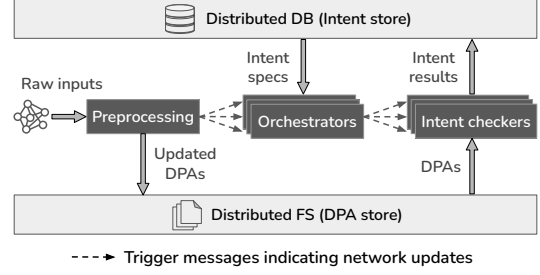 Distributed DB (Intent store)
Raw inputs
Intent
specs
Intent
results
Preprocessing
Orchestrators
Intent checkers
Updated
DPAs
DPAs
Distributed FS (DPA store)
Trigger messages indicating network updates